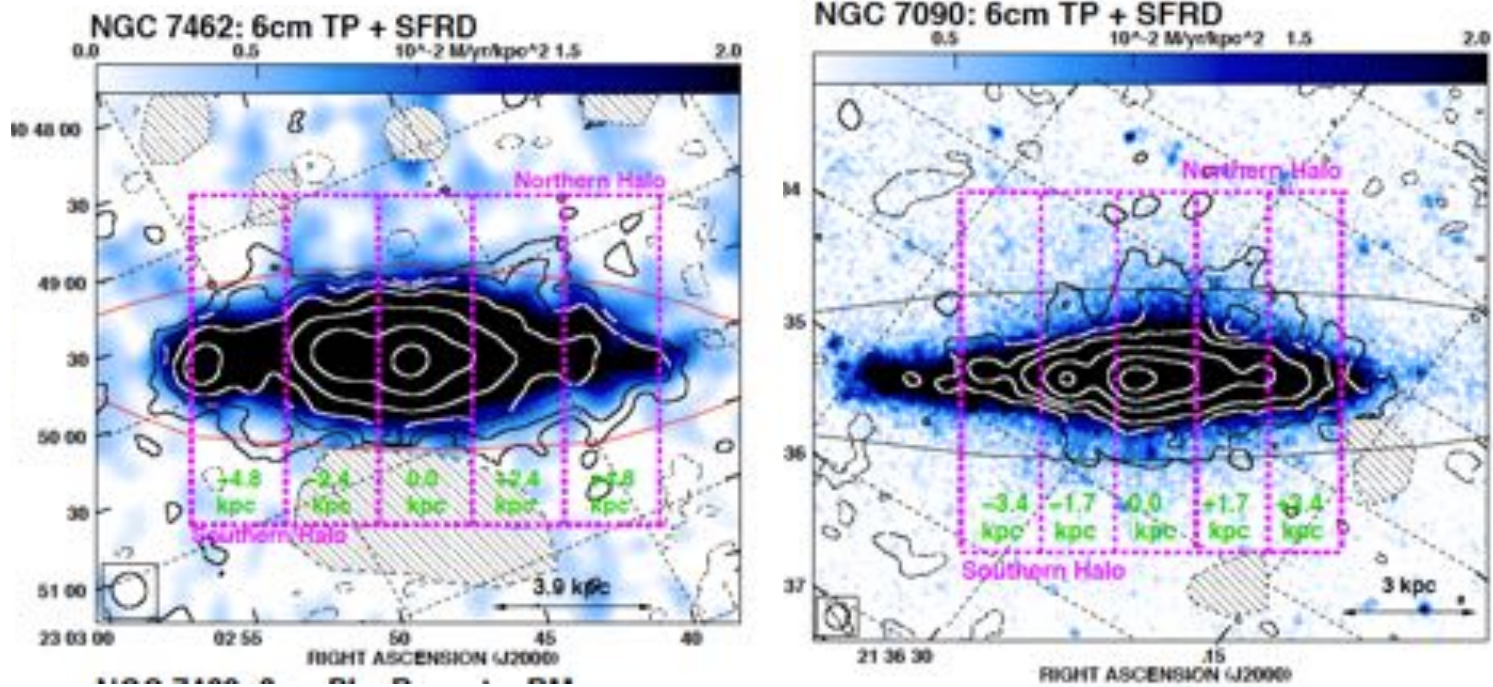 NGC 7462: 6cm TP + SFRD
0.0 0.5 10^-2 M/yr/kpc^2 1.5 2.0
Northern Halo
40 48 00
30
49 00
30
50 00
30
51 00
-4.8 kpc
-2.4 kpc
0.0 kpc
+2.4 kpc
+4.8 kpc
Southern Halo
3.9 kpc
23 03 00 02 55 50 45 40
RIGHT ASCENSION (J2000)
NGC 7090: 6cm TP + SFRD
0.5 10^-2 M/yr/kpc^2 1.5 2.0
Northern Halo
34
35
36
37
-3.4 kpc
-1.7 kpc
0.0 kpc
+1.7 kpc
+3.4 kpc
Southern Halo
3 kpc
21 36 30 15
RIGHT ASCENSION (J2000)